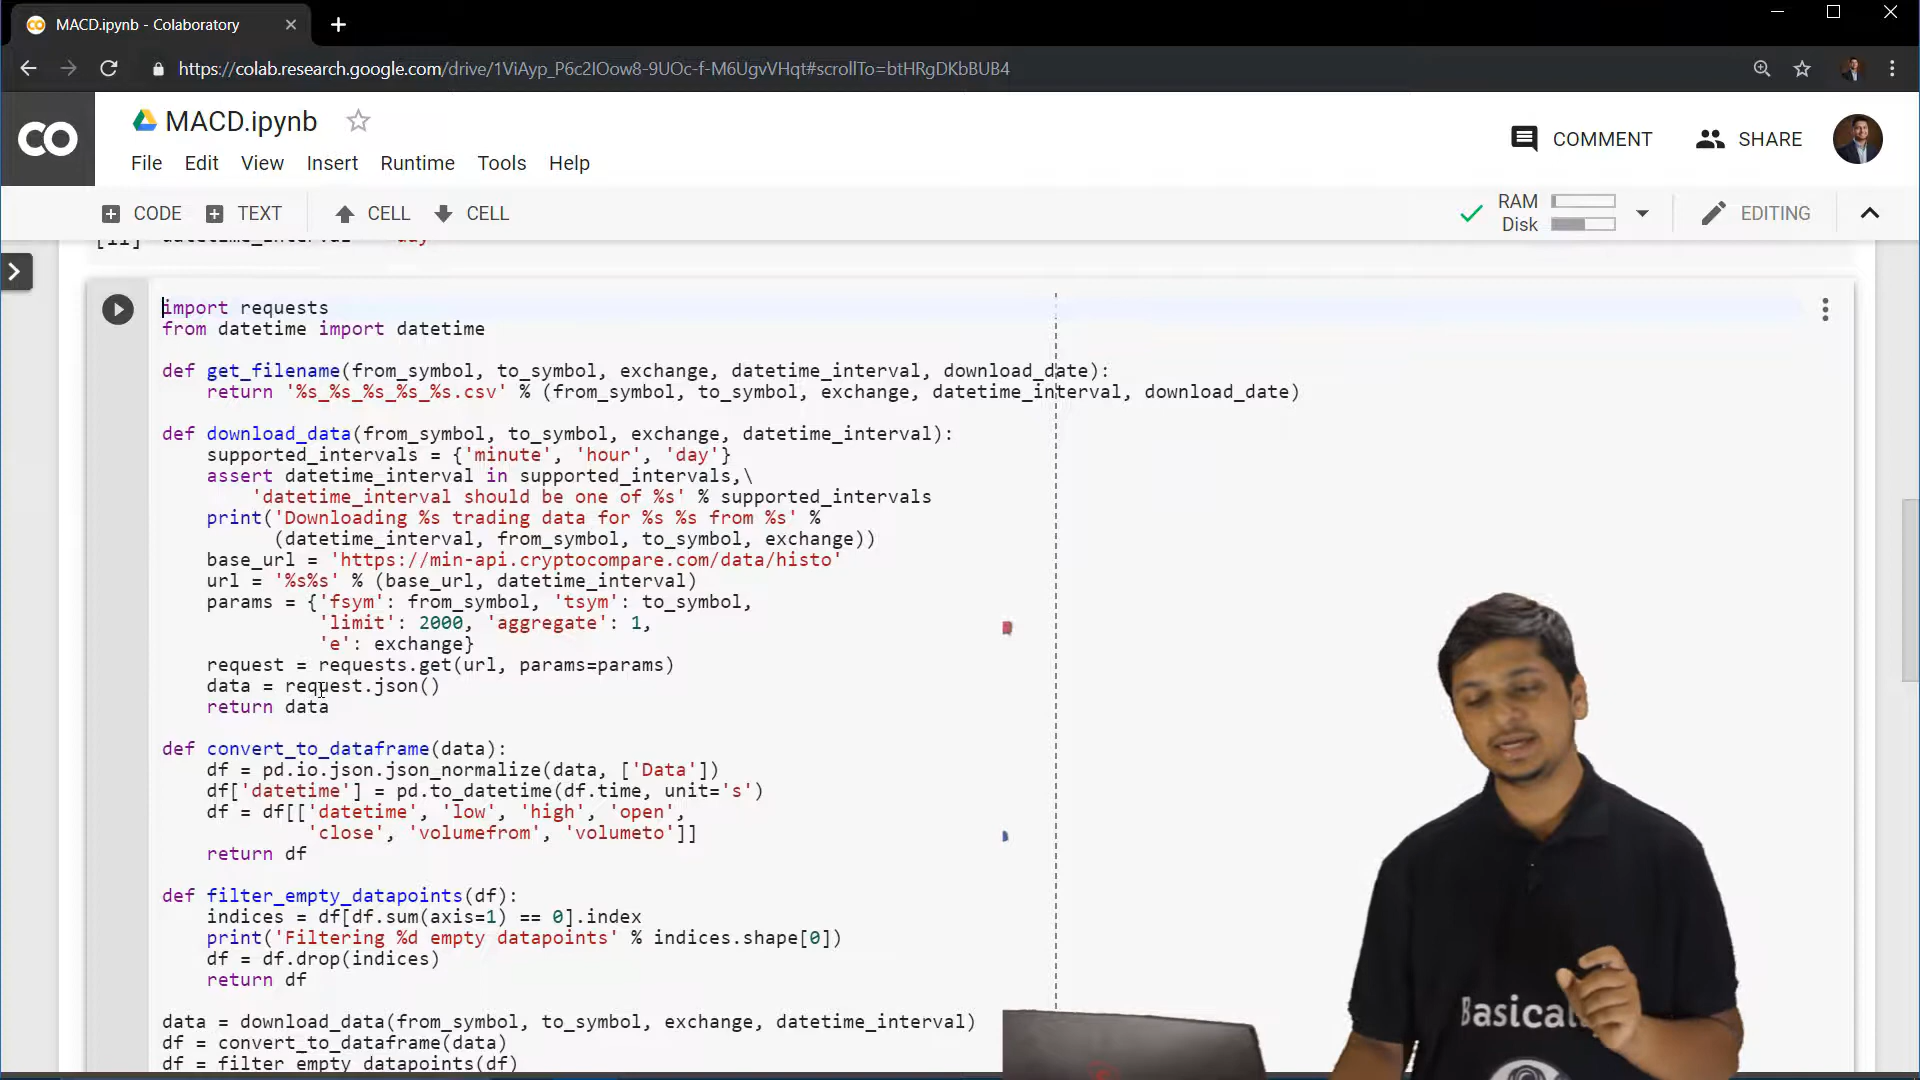 MACD.ipynb - Colaboratory
https://colab.research.google.com/drive/1ViAyp_P6c2IOow8-9UOc-f-M6UgvVHqt#scrollTo=btHRgDKbBUB4
CO
MACD.ipynb
COMMENT
SHARE
File Edit View Insert Runtime Tools Help
CODE TEXT CELL CELL
RAM
Disk
EDITING
import requests
from datetime import datetime
def get_filename(from_symbol, to_symbol, exchange, datetime_interval, download_date):
return '%s_%s_%s_%s_%s.csv' % (from_symbol, to_symbol, exchange, datetime_interval, download_date)
def download_data(from_symbol, to_symbol, exchange, datetime_interval):
supported_intervals = {'minute', 'hour', 'day'}
assert datetime_interval in supported_intervals,\
'datetime_interval should be one of %s' % supported_intervals
print('Downloading %s trading data for %s %s from %s' %
(datetime_interval, from_symbol, to_symbol, exchange))
base_url = 'https://min-api.cryptocompare.com/data/histo'
url = '%s%s' % (base_url, datetime_interval)
params = {'fsym': from_symbol, 'tsym': to_symbol,
'limit': 2000, 'aggregate': 1,
'e': exchange}
request = requests.get(url, params=params)
data = request.json()
return data
def convert_to_dataframe(data):
df = pd.io.json.json_normalize(data, ['Data'])
df['datetime'] = pd.to_datetime(df.time, unit='s')
df = df[['datetime', 'low', 'high', 'open',
'close', 'volumefrom', 'volumeto']]
return df
def filter_empty_datapoints(df):
indices = df[df.sum(axis=1) == 0].index
print('Filtering %d empty datapoints' % indices.shape[0])
df = df.drop(indices)
return df
data = download_data(from_symbol, to_symbol, exchange, datetime_interval)
df = convert_to_dataframe(data)
df = filter_empty_datapoints(df)